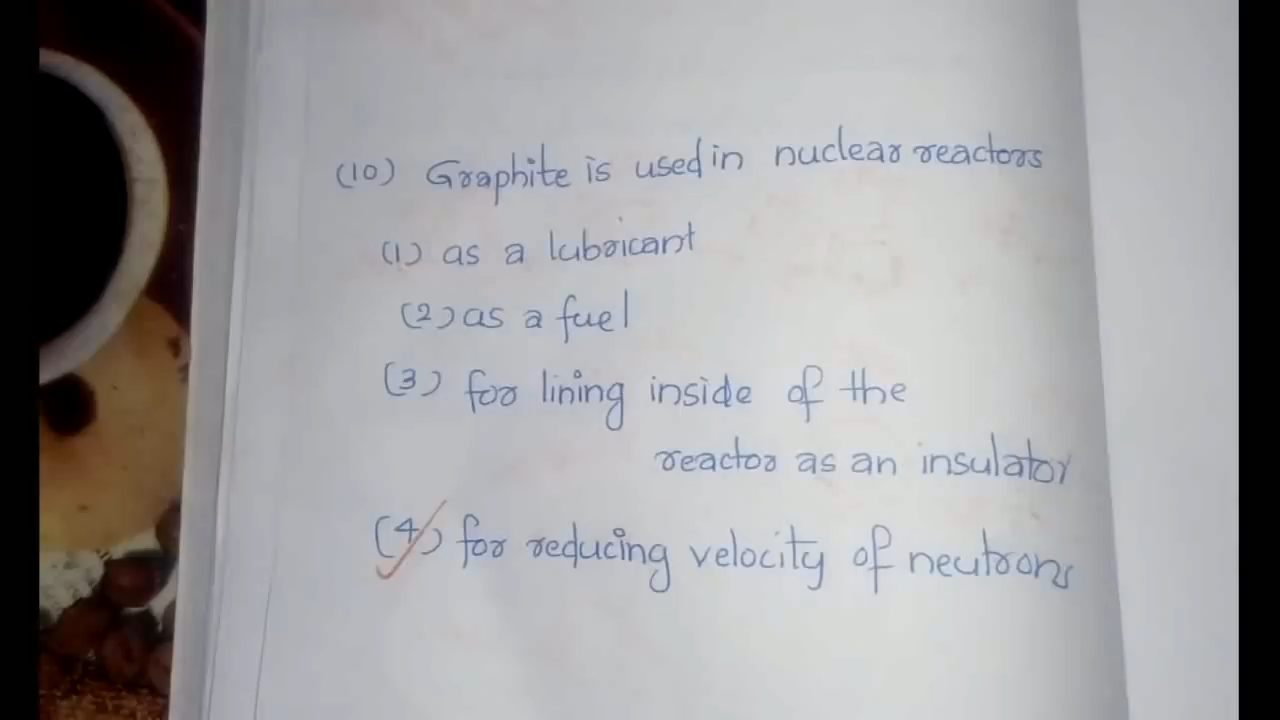 (10) Graphite is used in nuclear reactors
(1) as a lubricant
(2) as a fuel
(3) for lining inside of the
reactor as an insulator
(4) for reducing velocity of neutrons